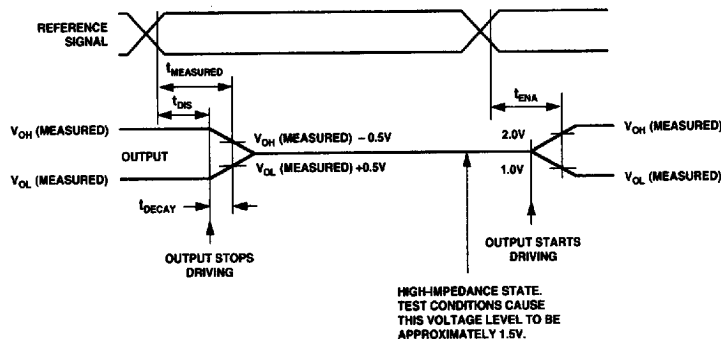 REFERENCE
SIGNAL
tMEASURED
tDIS
tENA
VOH (MEASURED)
VOH (MEASURED) – 0.5V
2.0V
VOH (MEASURED)
OUTPUT
VOL (MEASURED)
VOL (MEASURED) +0.5V
1.0V
VOL (MEASURED)
tDECAY
OUTPUT STOPS
DRIVING
OUTPUT STARTS
DRIVING
HIGH-IMPEDANCE STATE.
TEST CONDITIONS CAUSE
THIS VOLTAGE LEVEL TO BE
APPROXIMATELY 1.5V.